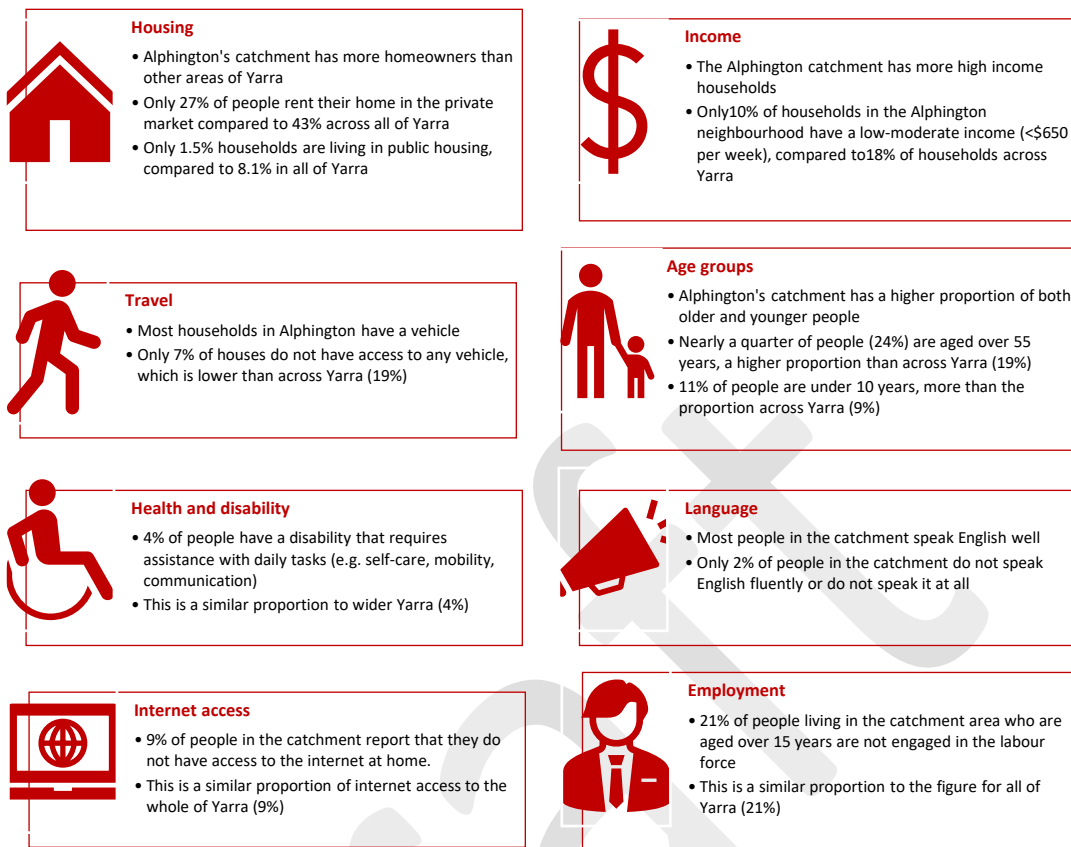 Housing
• Alphington's catchment has more homeowners than
other areas of Yarra
• Only 27% of people rent their home in the private
market compared to 43% across all of Yarra
• Only 1.5% households are living in public housing,
compared to 8.1% in all of Yarra
Income
• The Alphington catchment has more high income
households
• Only10% of households in the Alphington
neighbourhood have a low-moderate income (<$650
per week), compared to18% of households across
Yarra
Travel
• Most households in Alphington have a vehicle
• Only 7% of houses do not have access to any vehicle,
which is lower than across Yarra (19%)
Age groups
• Alphington's catchment has a higher proportion of both
older and younger people
• Nearly a quarter of people (24%) are aged over 55
years, a higher proportion than across Yarra (19%)
• 11% of people are under 10 years, more than the
proportion across Yarra (9%)
Health and disability
• 4% of people have a disability that requires
assistance with daily tasks (e.g. self-care, mobility,
communication)
• This is a similar proportion to wider Yarra (4%)
Language
• Most people in the catchment speak English well
• Only 2% of people in the catchment do not speak
English fluently or do not speak it at all
Internet access
• 9% of people in the catchment report that they do
not have access to the internet at home.
• This is a similar proportion of internet access to the
whole of Yarra (9%)
Employment
• 21% of people living in the catchment area who are
aged over 15 years are not engaged in the labour
force
• This is a similar proportion to the figure for all of
Yarra (21%)